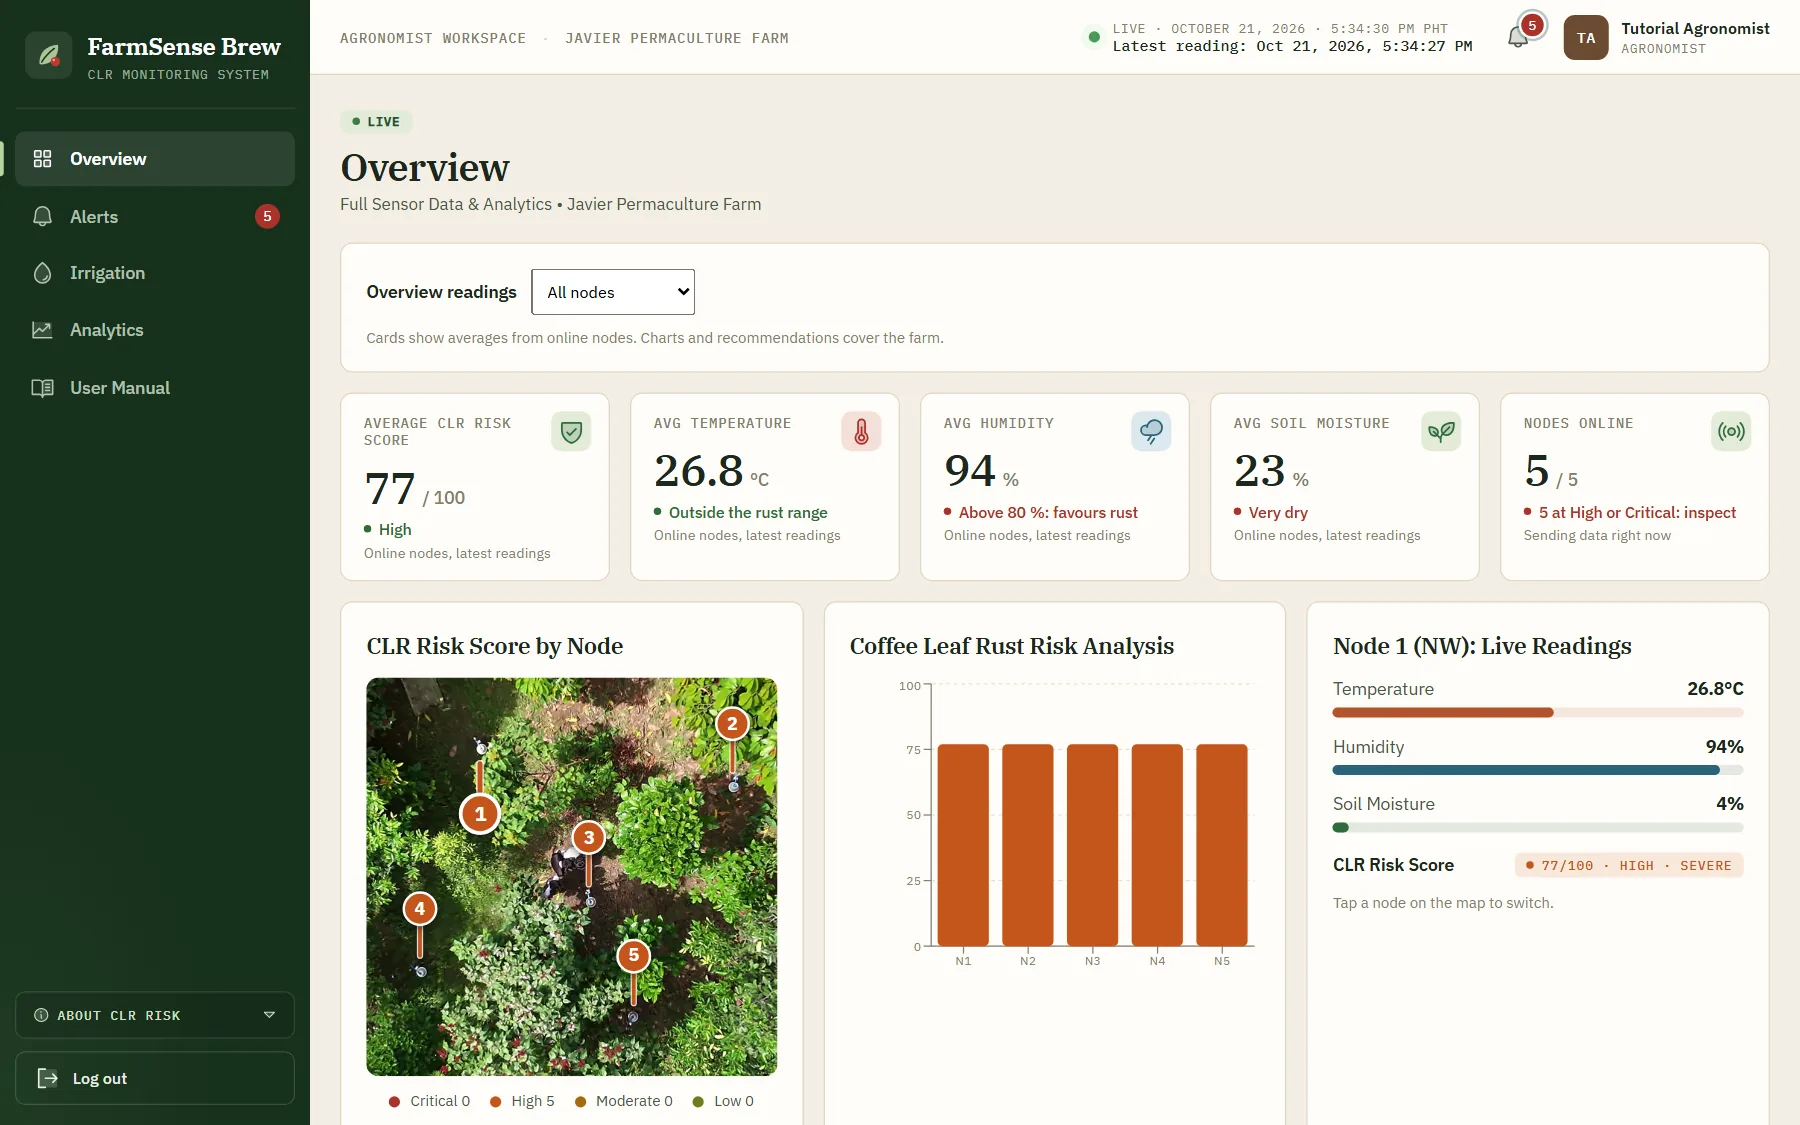 FarmSense Brew
CLR MONITORING SYSTEM
Overview
Alerts
5
Irrigation
Analytics
User Manual
ABOUT CLR RISK
Log out
AGRONOMIST WORKSPACE · JAVIER PERMACULTURE FARM
LIVE · OCTOBER 21, 2026 · 5:34:30 PM PHT
Latest reading: Oct 21, 2026, 5:34:27 PM
5
TA
Tutorial Agronomist
AGRONOMIST
LIVE
Overview
Full Sensor Data & Analytics • Javier Permaculture Farm
Overview readings
All nodes
Cards show averages from online nodes. Charts and recommendations cover the farm.
AVERAGE CLR RISK
SCORE
77 / 100
High
Online nodes, latest readings
AVG TEMPERATURE
26.8 °C
Outside the rust range
Online nodes, latest readings
AVG HUMIDITY
94 %
Above 80 %: favours rust
Online nodes, latest readings
AVG SOIL MOISTURE
23 %
Very dry
Online nodes, latest readings
NODES ONLINE
5 / 5
5 at High or Critical: inspect
Sending data right now
CLR Risk Score by Node
2
1
3
4
5
Critical 0
High 5
Moderate 0
Low 0
Coffee Leaf Rust Risk Analysis
100
75
50
25
0
N1
N2
N3
N4
N5
Node 1 (NW): Live Readings
Temperature 26.8°C
Humidity 94%
Soil Moisture 4%
CLR Risk Score 77/100 · HIGH · SEVERE
Tap a node on the map to switch.